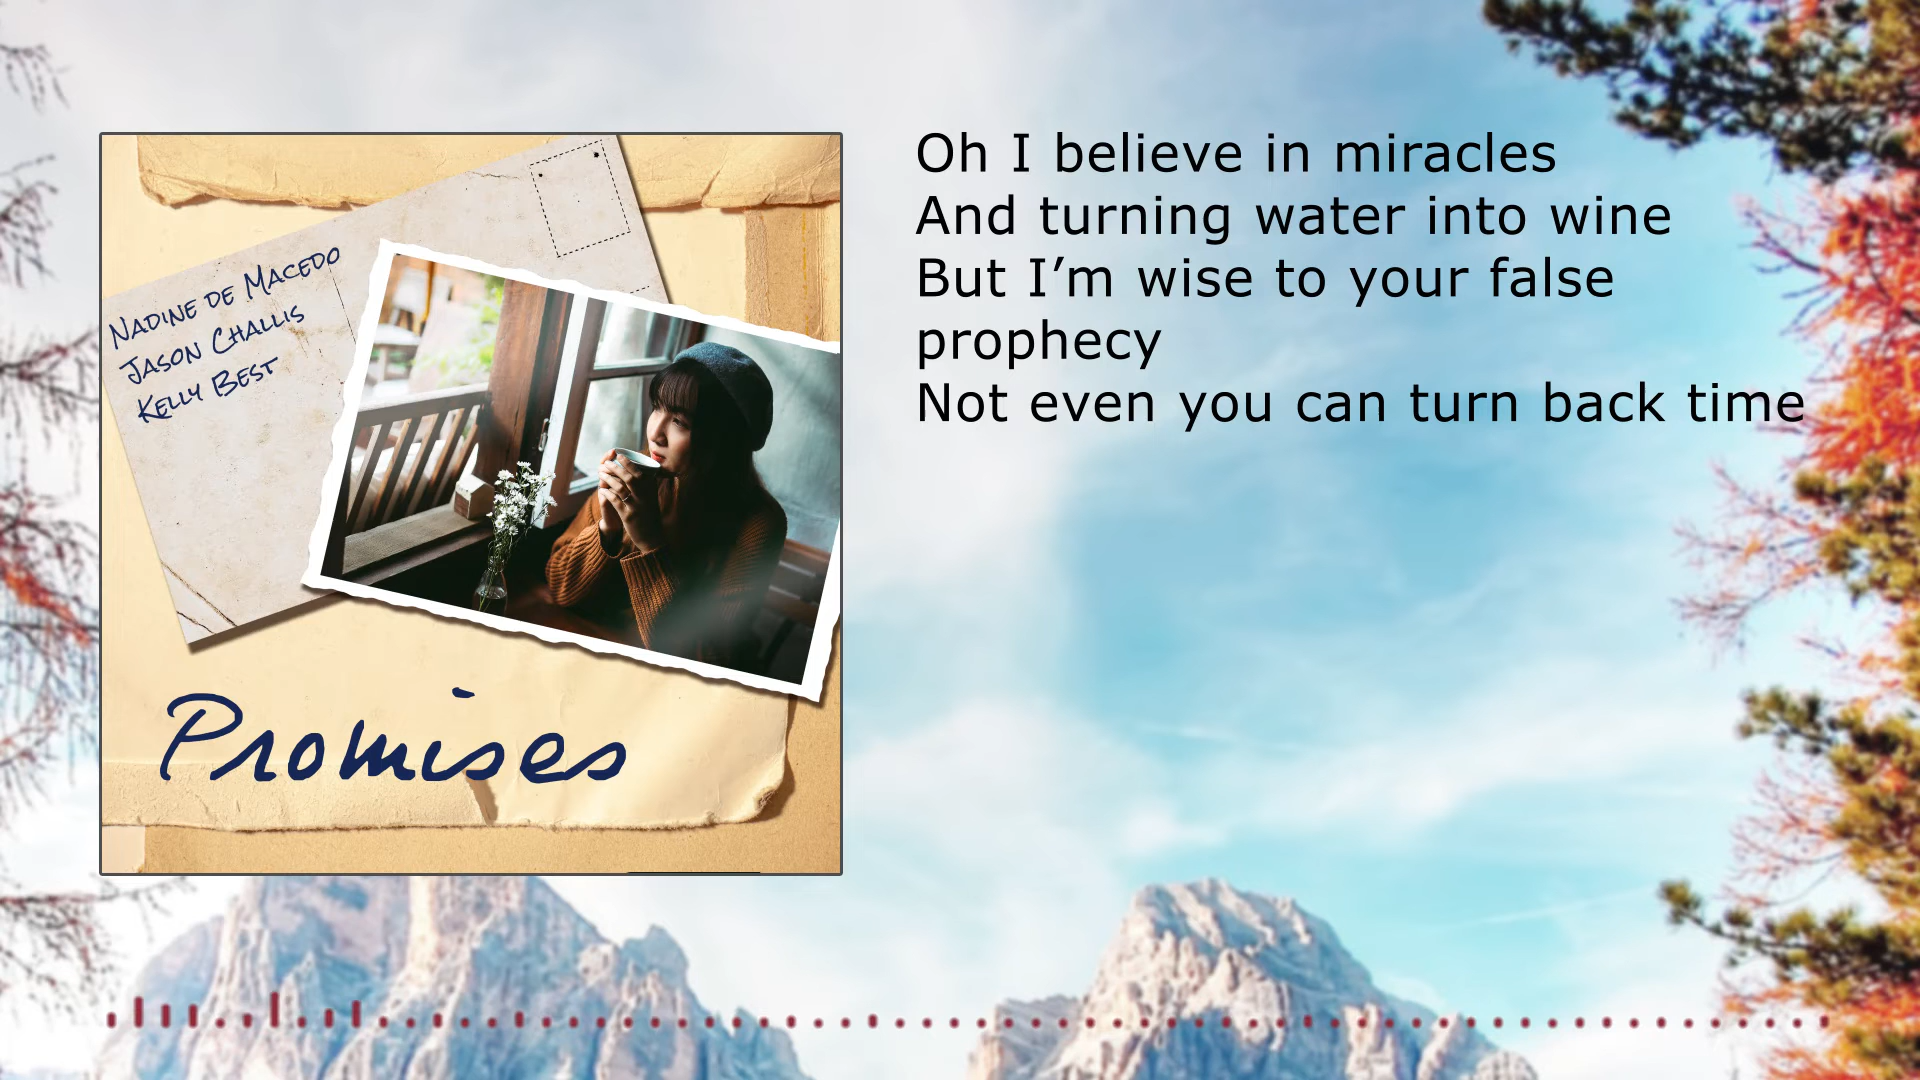 Nadine de Macedo
Jason Challis
Kelly Best
Promises
Oh I believe in miracles
And turning water into wine
But I’m wise to your false
prophecy
Not even you can turn back time